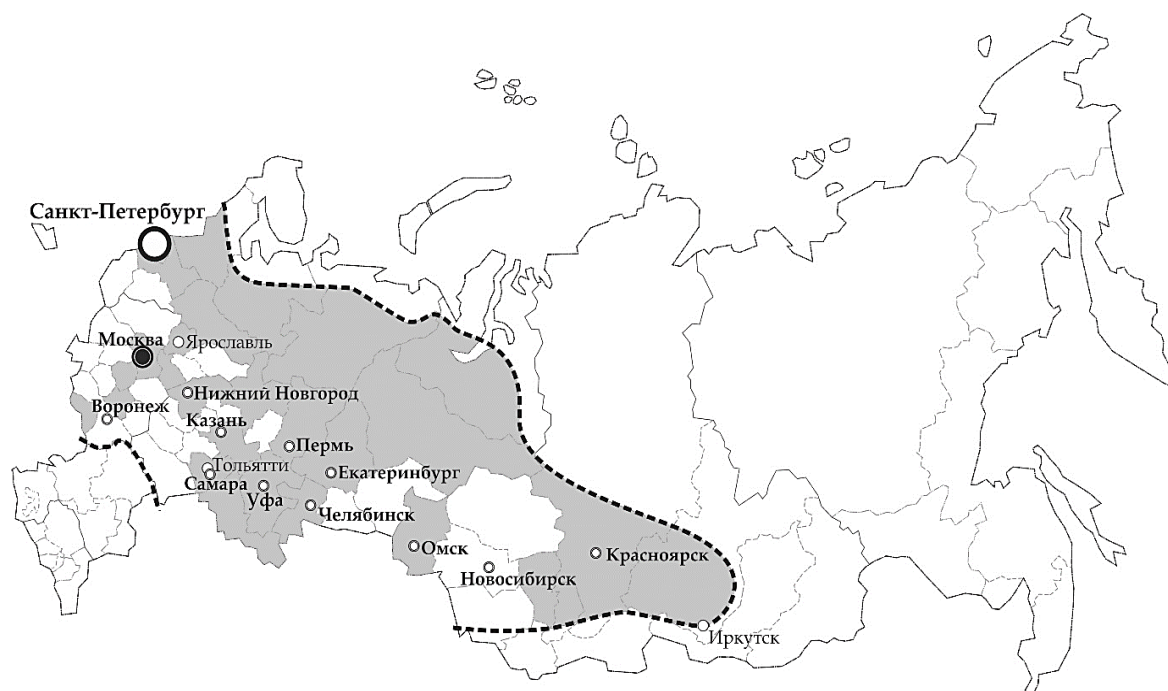 Санкт-Петербург
Москва
Ярославль
Нижний Новгород
Воронеж
Казань
Пермь
Тольятти
Самара
Екатеринбург
Уфа
Челябинск
Омск
Красноярск
Новосибирск
Иркутск